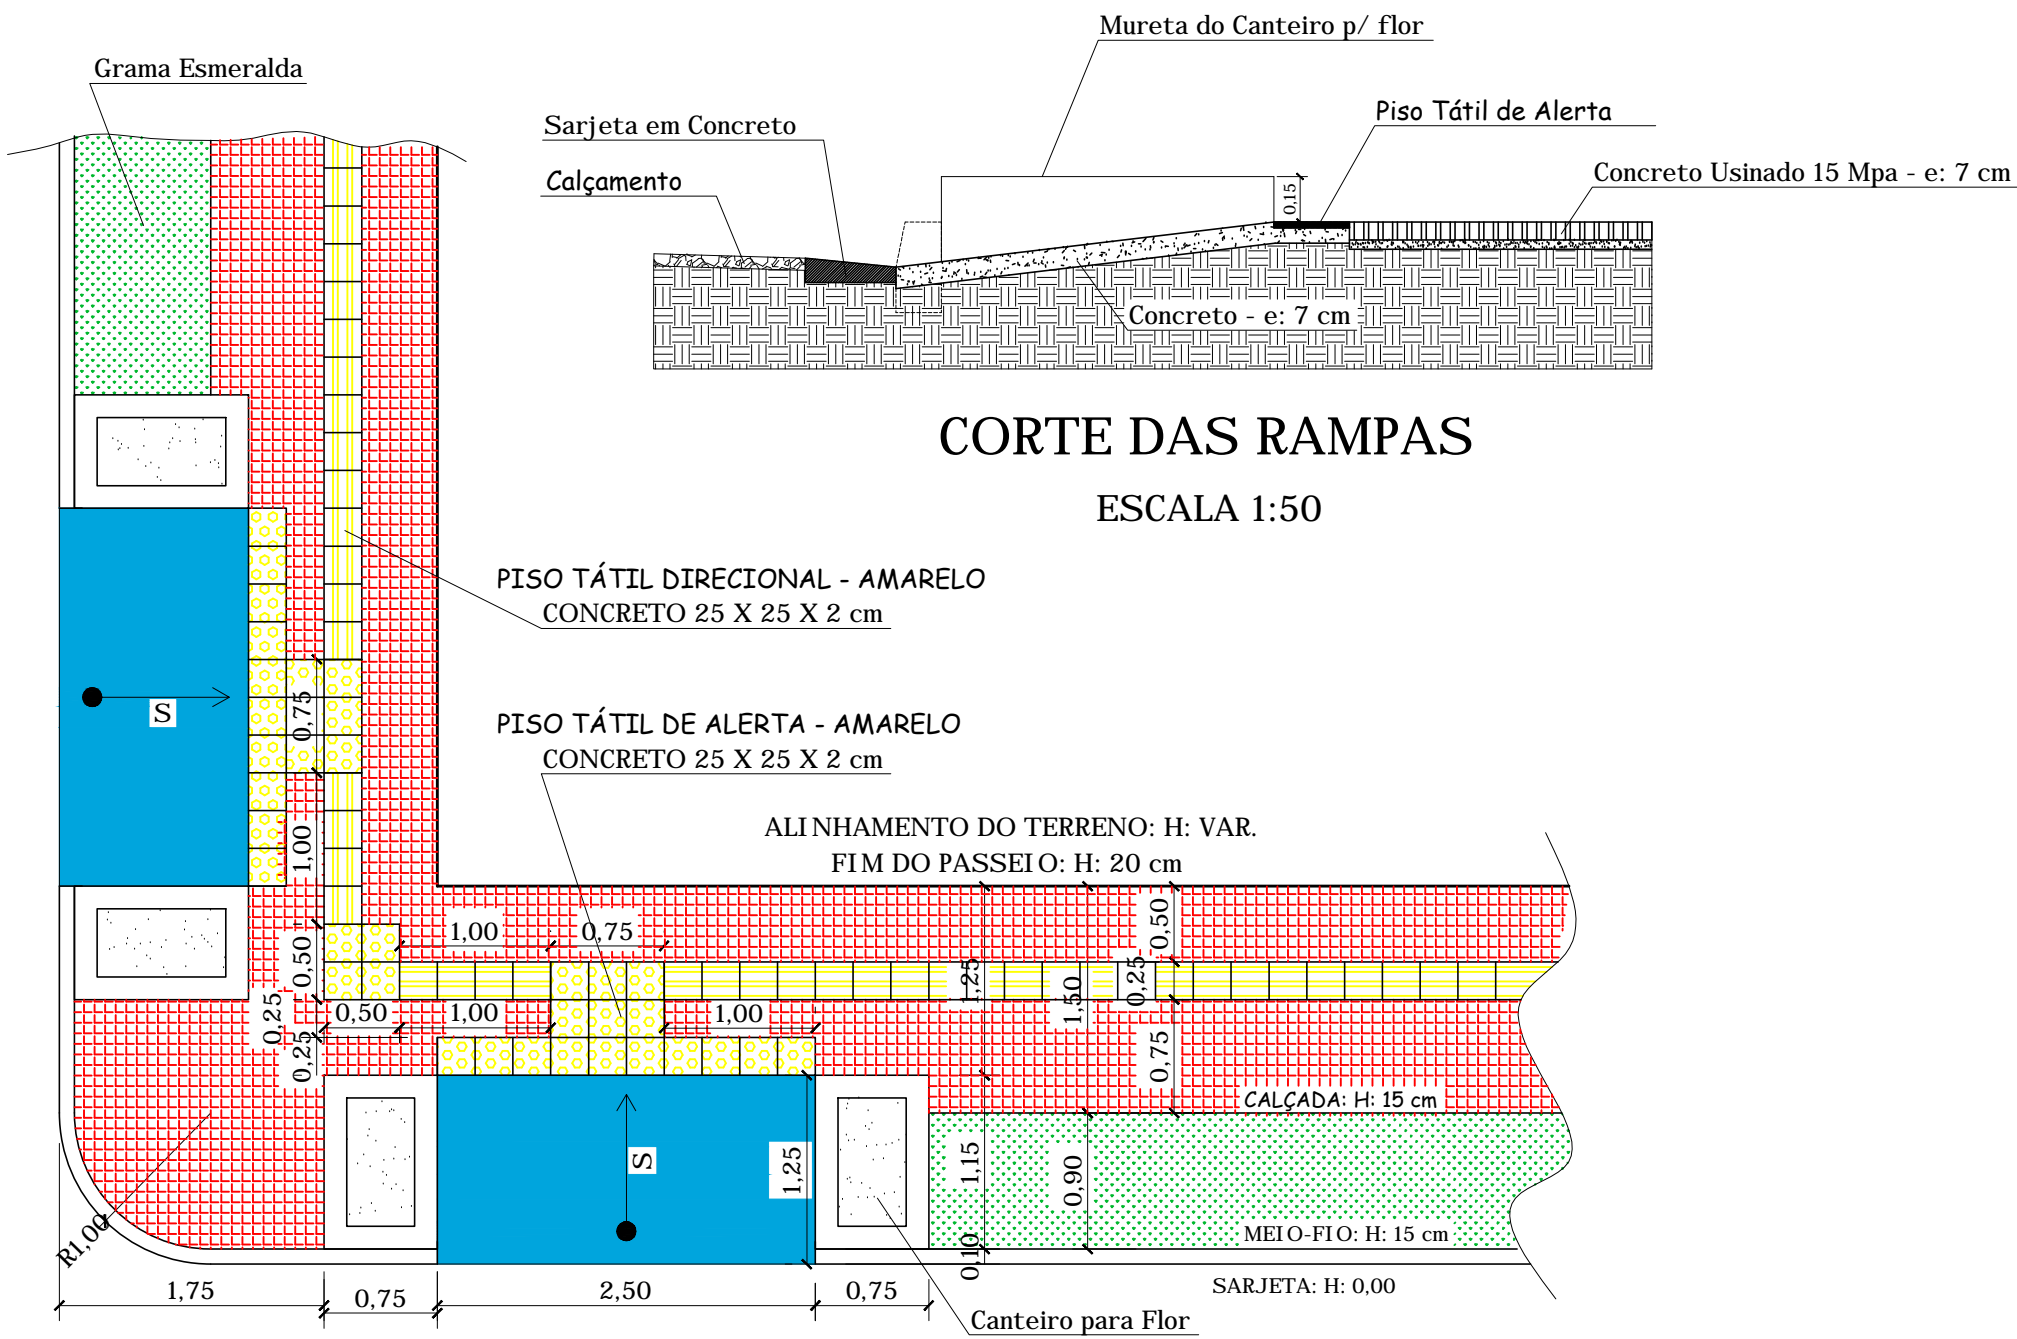 Mureta do Canteiro p/ flor
Grama Esmeralda
Piso Tátil de Alerta
Sarjeta em Concreto
Calçamento
Concreto Usinado 15 Mpa - e: 7 cm
0,15
Concreto - e: 7 cm
CORTE DAS RAMPAS
ESCALA 1:50
PISO TÁTIL DIRECIONAL - AMARELO
CONCRETO 25 X 25 X 2 cm
S
0,75
PISO TÁTIL DE ALERTA - AMARELO
CONCRETO 25 X 25 X 2 cm
1,00
ALINHAMENTO DO TERRENO: H: VAR.
FIM DO PASSEIO: H: 20 cm
0,50
1,00
0,75
0,50
1,25
0,25
1,50
0,25
0,50
1,00
1,00
0,25
0,75
CALÇADA: H: 15 cm
S
1,25
1,15
0,90
R1,00
0,10
MEIO-FIO: H: 15 cm
1,75
0,75
2,50
0,75
SARJETA: H: 0,00
Canteiro para Flor